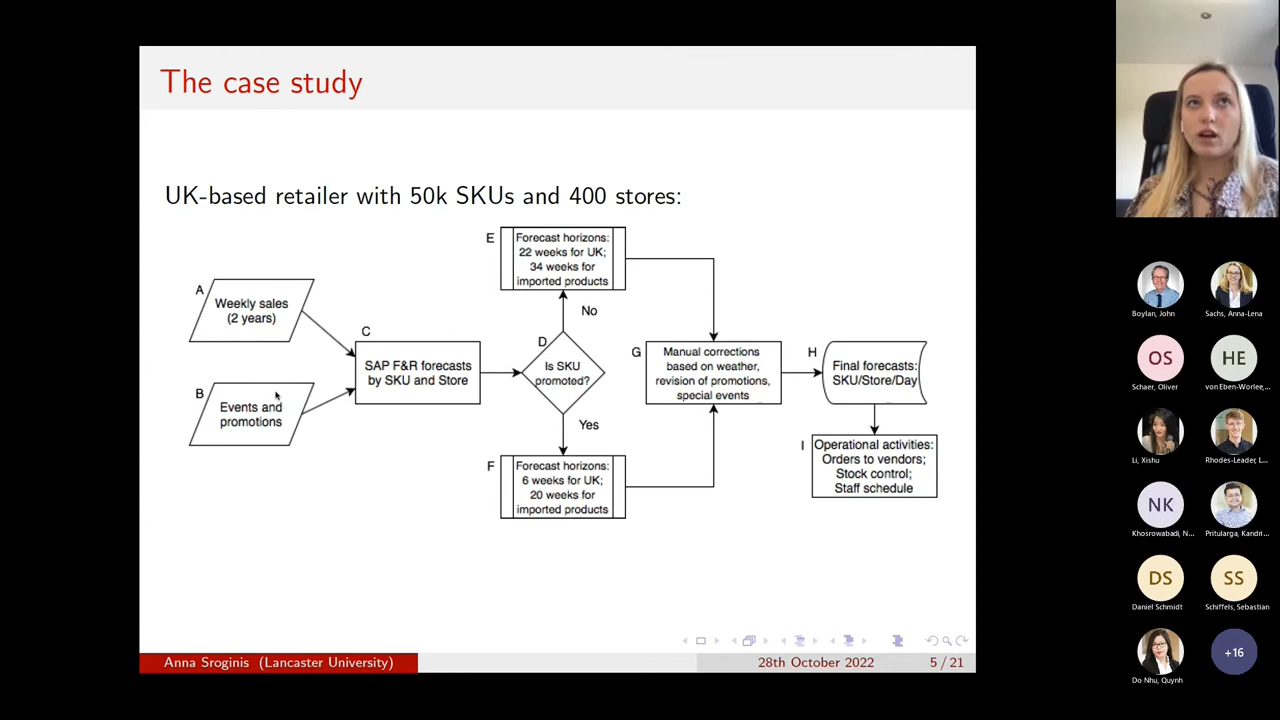 The case study
UK-based retailer with 50k SKUs and 400 stores:
A
Weekly sales
(2 years)
B
Events and
promotions
C
SAP F&R forecasts
by SKU and Store
D
Is SKU
promoted?
No
Yes
E
Forecast horizons:
22 weeks for UK;
34 weeks for
imported products
F
Forecast horizons:
6 weeks for UK;
20 weeks for
imported products
G
Manual corrections
based on weather,
revision of promotions,
special events
H
Final forecasts:
SKU/Store/Day
I
Operational activities:
Orders to vendors;
Stock control;
Staff schedule
Anna Sroginis (Lancaster University)
28th October 2022
5 / 21
Boylan, John
Sachs, Anna-Lena
OS
Schaer, Oliver
HE
von Eben-Worlee,...
Li, Xishu
Rhodes-Leader, L...
NK
Khosrowabadi, N...
Pritularga, Kandri...
DS
Daniel Schmidt
SS
Schiffels, Sebastian
Do Nhu, Quynh
+16